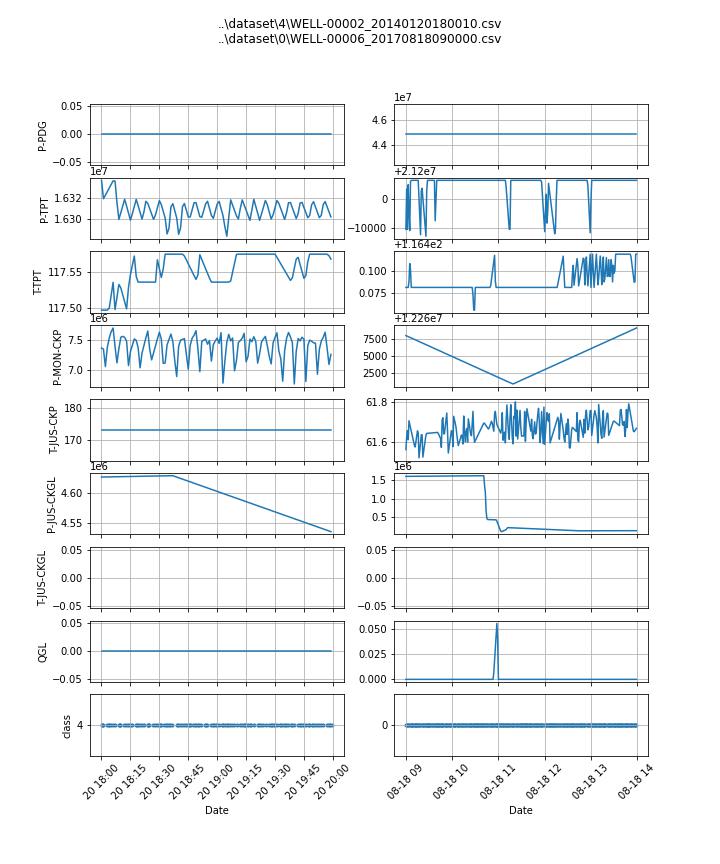 ..\dataset\4\WELL-00002_20140120180010.csv
..\dataset\0\WELL-00006_20170818090000.csv
P-PDG
0.05
0.00
−0.05
1e7
4.6
4.4
P-TPT
1e7
1.632
1.630
+2.12e7
0
−10000
T-TPT
117.55
117.50
+1.164e2
0.100
0.075
P-MON-CKP
1e6
7.5
7.0
+1.226e7
7500
5000
2500
T-JUS-CKP
180
170
61.8
61.6
P-JUS-CKGL
1e6
4.60
4.55
1e6
1.5
1.0
0.5
T-JUS-CKGL
0.05
0.00
−0.05
0.05
0.00
−0.05
QGL
0.05
0.00
−0.05
0.050
0.025
0.000
class
4
0
20 18:00
20 18:15
20 18:30
20 18:45
20 19:00
20 19:15
20 19:30
20 19:45
20 20:00
Date
08-18 09
08-18 10
08-18 11
08-18 12
08-18 13
08-18 14
Date